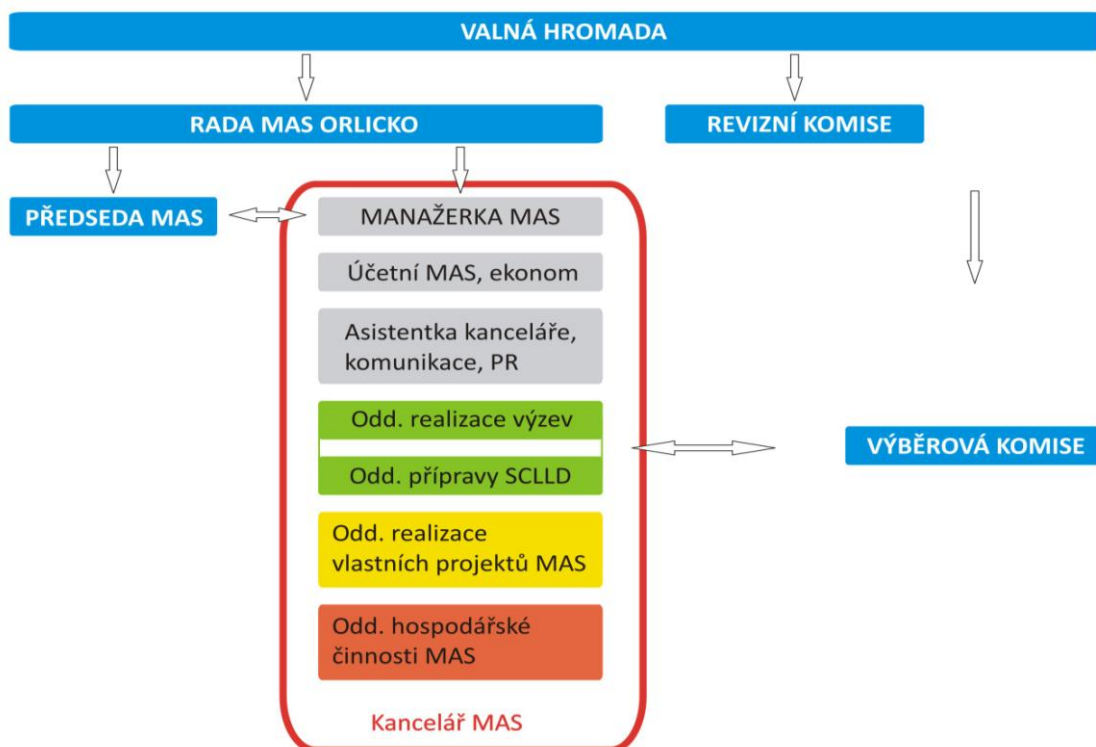 VALNÁ HROMADA
RADA MAS ORLICKO
REVIZNÍ KOMISE
PŘEDSEDA MAS
MANAŽERKA MAS
Účetní MAS, ekonom
Asistentka kanceláře,
komunikace, PR
Odd. realizace výzev
Odd. přípravy SCLLD
VÝBĚROVÁ KOMISE
Odd. realizace
vlastních projektů MAS
Odd. hospodářské
činnosti MAS
Kancelář MAS